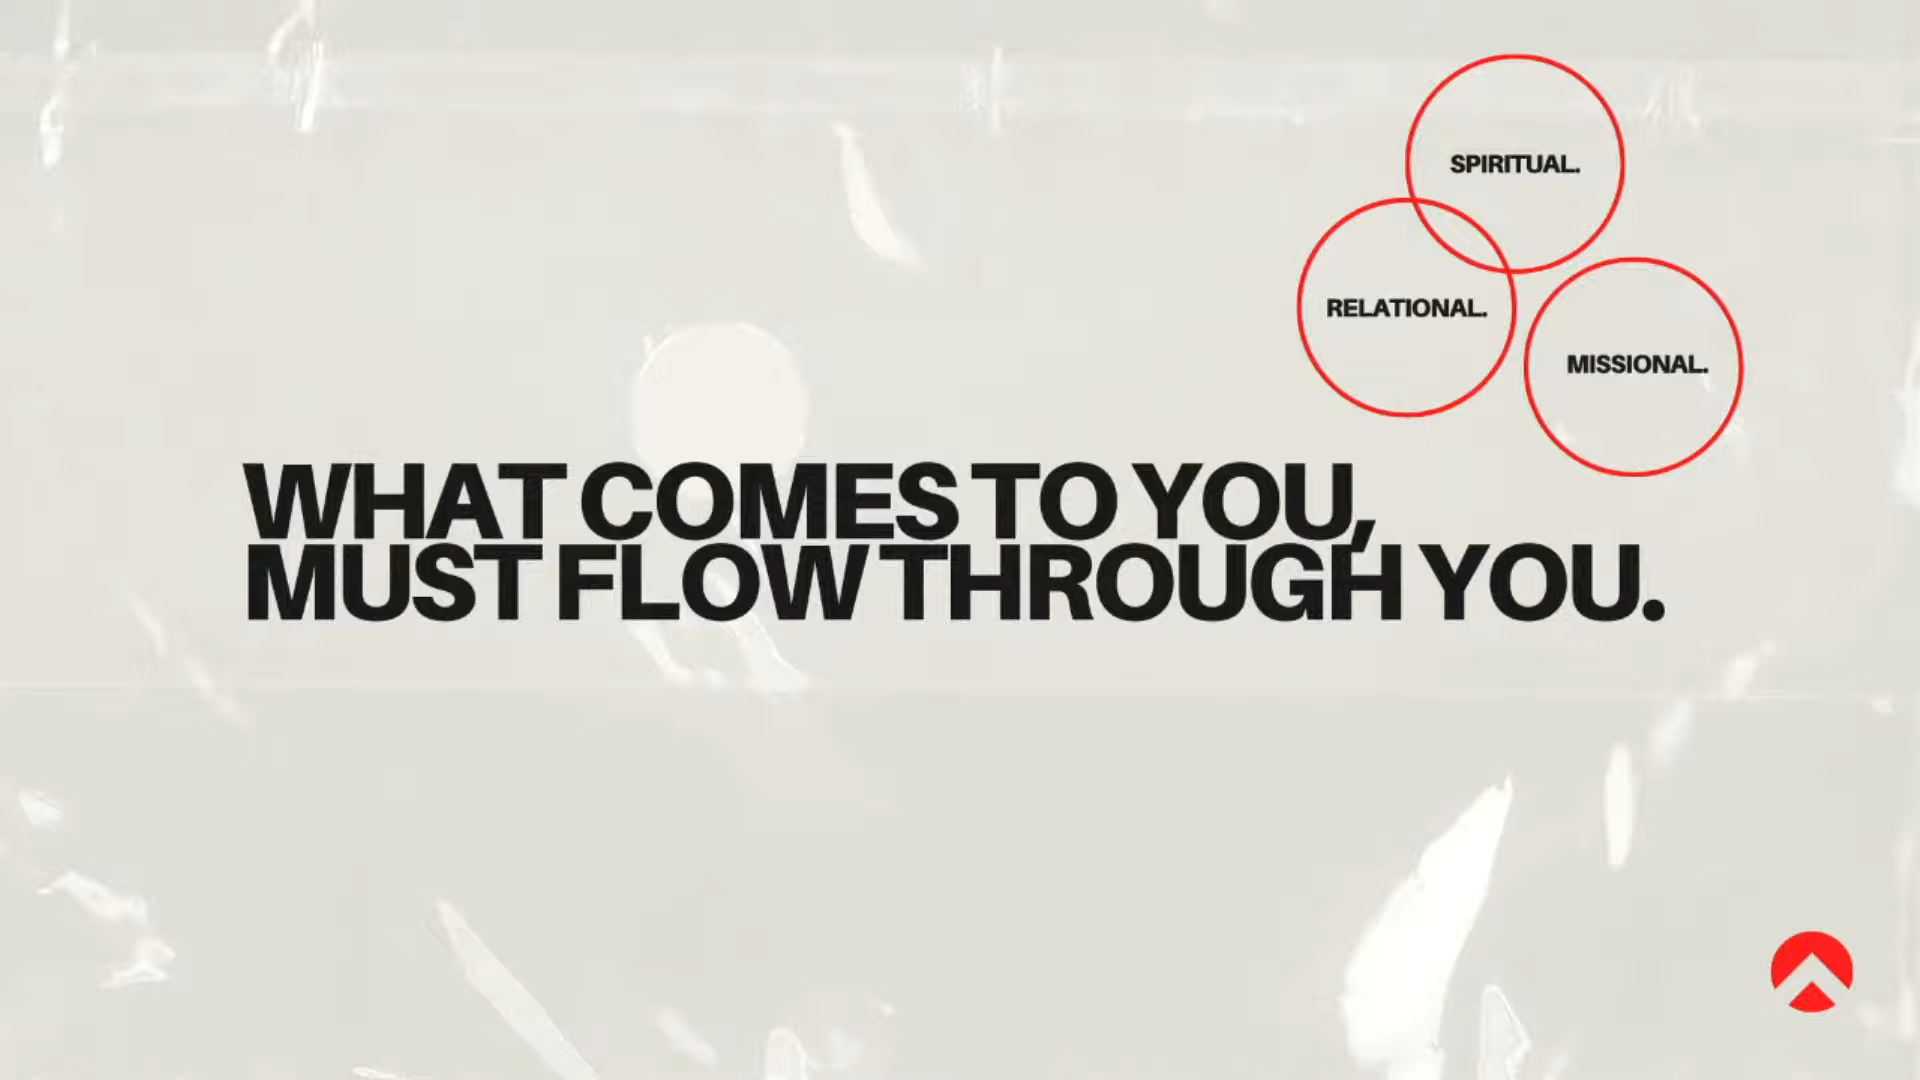 SPIRITUAL.
RELATIONAL.
MISSIONAL.
WHAT COMES TO YOU,
MUST FLOW THROUGH YOU.